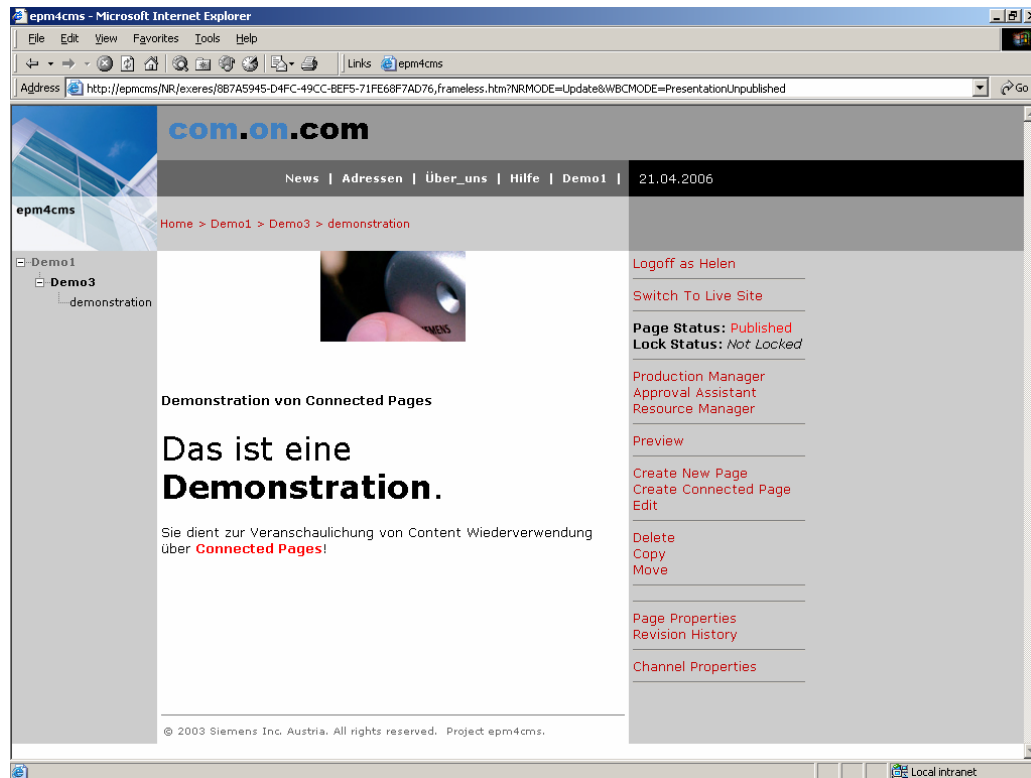 epm4cms - Microsoft Internet Explorer
File Edit View Favorites Tools Help
Links epm4cms
Address http://epmcms/NR/exeres/8B7A5945-D4FC-49CC-BEF5-71FE68F7AD76,frameless.htm?NRMODE=Update&WBCMODE=PresentationUnpublished Go
com.on.com
News | Adressen | Über_uns | Hilfe | Demo1 | 21.04.2006
epm4cms
Home > Demo1 > Demo3 > demonstration
Demo1
Demo3
demonstration
Demonstration von Connected Pages
Das ist eine
Demonstration.
Sie dient zur Veranschaulichung von Content Wiederverwendung
über Connected Pages!
Logoff as Helen
Switch To Live Site
Page Status: Published
Lock Status: Not Locked
Production Manager
Approval Assistant
Resource Manager
Preview
Create New Page
Create Connected Page
Edit
Delete
Copy
Move
Page Properties
Revision History
Channel Properties
© 2003 Siemens Inc. Austria. All rights reserved. Project epm4cms.
Local intranet